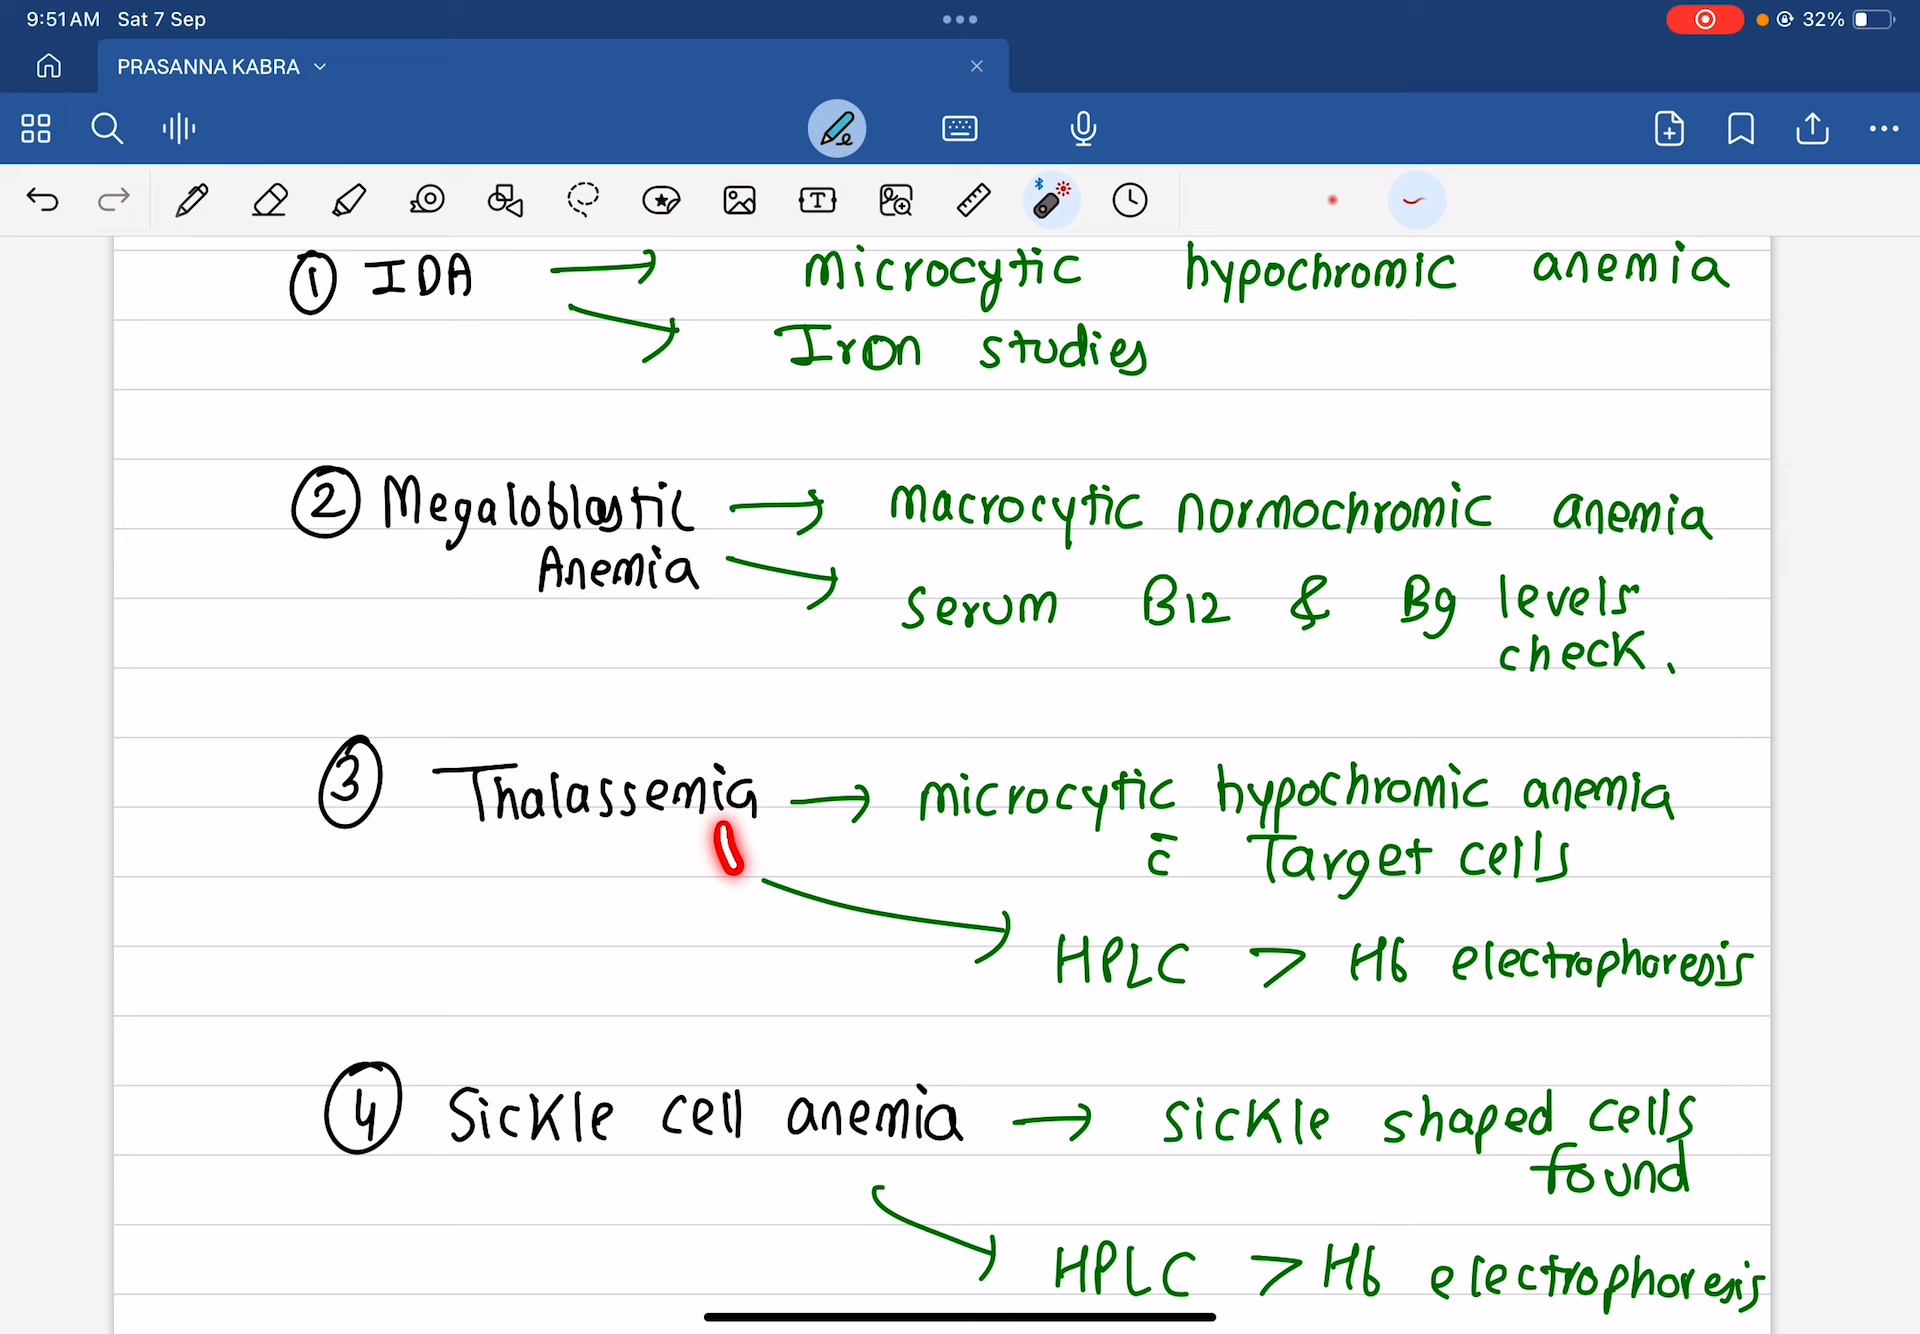 9:51 AM Sat 7 Sep 32%
PRASANNA KABRA
① IDA → microcytic hypochromic anemia
→ Iron studies
② Megaloblastic → macrocytic normochromic anemia
Anemia → Serum B12 & B9 levels
check.
③ Thalassemia → microcytic hypochromic anemia
c̄ Target cells
→ HPLC > Hb electrophoresis
④ Sickle cell anemia → Sickle shaped cells
found
→ HPLC > Hb electrophoresis